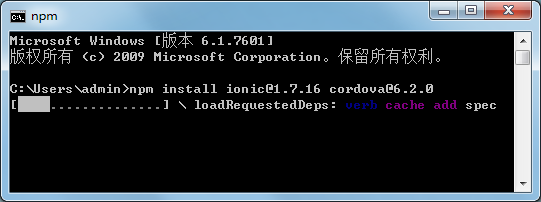 npm
Microsoft Windows [版本 6.1.7601]
版权所有 (c) 2009 Microsoft Corporation。保留所有权利。
C:\Users\admin>npm install ionic@1.7.16 cordova@6.2.0
[    ..............] \ loadRequestedDeps: verb cache add spec